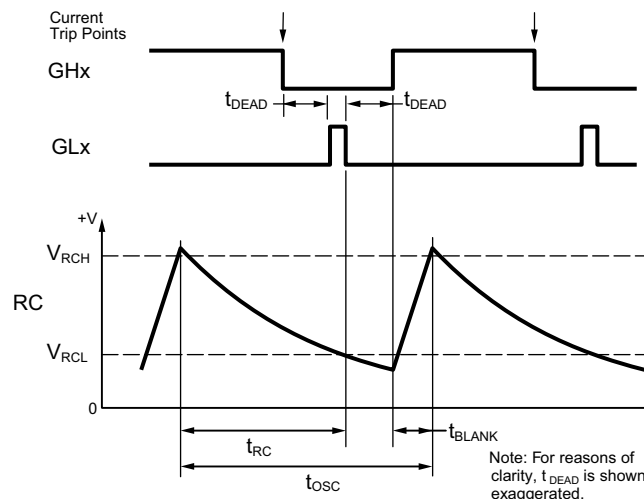 Current
Trip Points
GHx
tDEAD
tDEAD
GLx
+V
VRCH
RC
VRCL
0
tRC
tBLANK
tOSC
Note: For reasons of
clarity, tDEAD is shown
exaggerated.